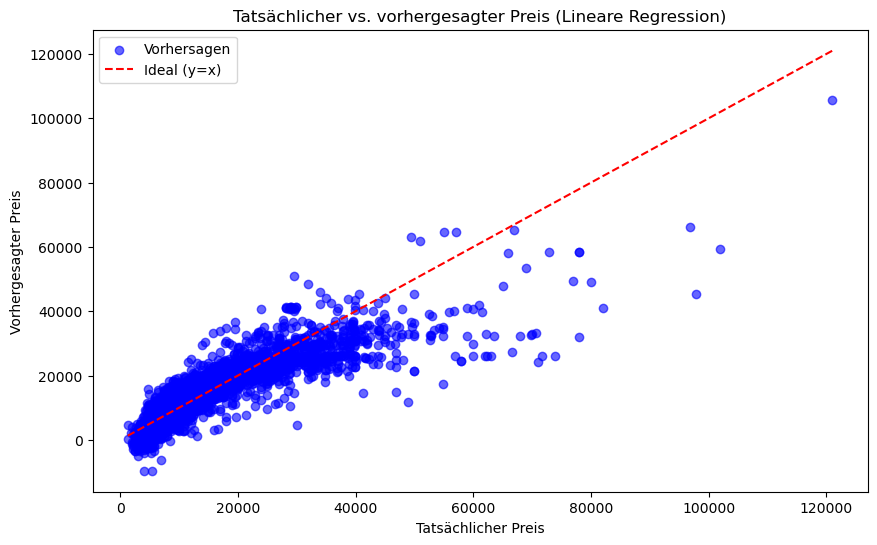 Tatsächlicher vs. vorhergesagter Preis (Lineare Regression)
Vorhersagen
Ideal (y=x)
Vorhergesagter Preis
120000
100000
80000
60000
40000
20000
0
0 20000 40000 60000 80000 100000 120000
Tatsächlicher Preis